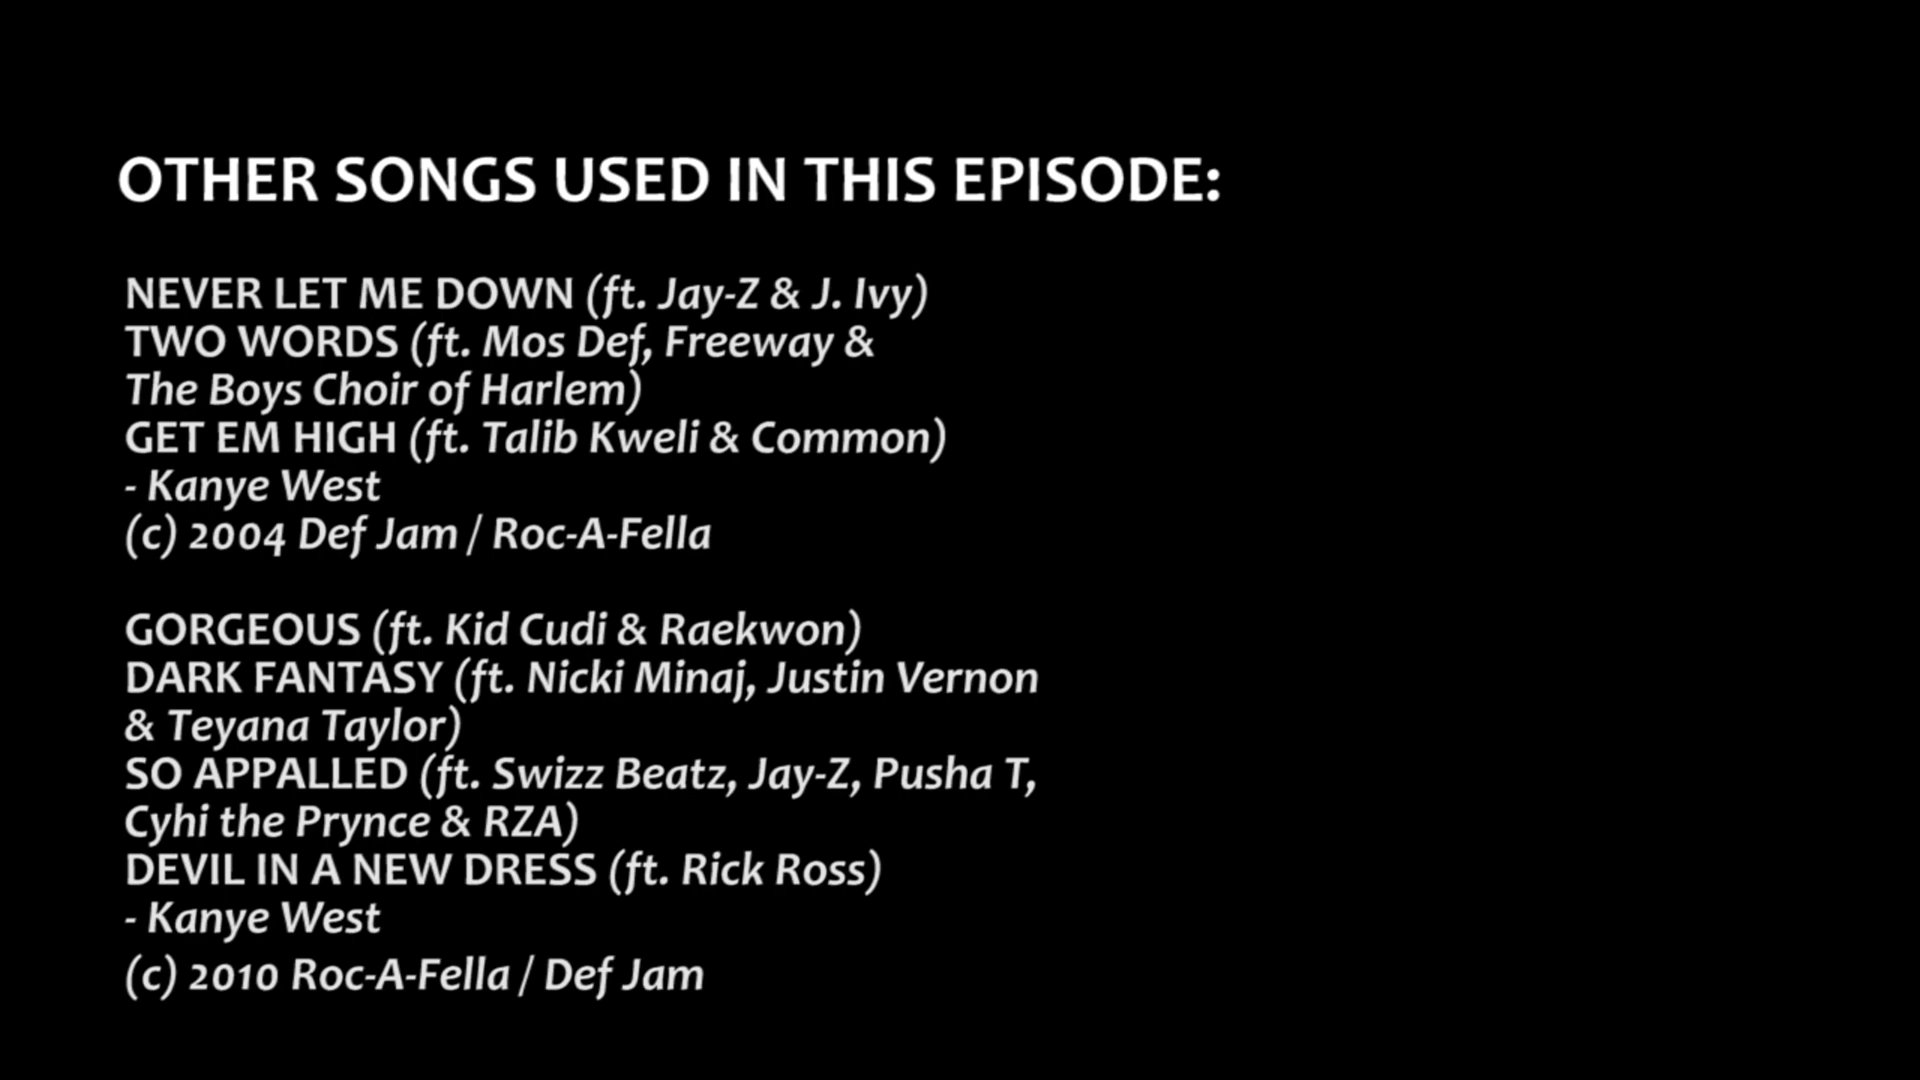 OTHER SONGS USED IN THIS EPISODE:
NEVER LET ME DOWN (ft. Jay-Z & J. Ivy)
TWO WORDS (ft. Mos Def, Freeway &
The Boys Choir of Harlem)
GET EM HIGH (ft. Talib Kweli & Common)
- Kanye West
(c) 2004 Def Jam / Roc-A-Fella
GORGEOUS (ft. Kid Cudi & Raekwon)
DARK FANTASY (ft. Nicki Minaj, Justin Vernon
& Teyana Taylor)
SO APPALLED (ft. Swizz Beatz, Jay-Z, Pusha T,
Cyhi the Prynce & RZA)
DEVIL IN A NEW DRESS (ft. Rick Ross)
- Kanye West
(c) 2010 Roc-A-Fella / Def Jam